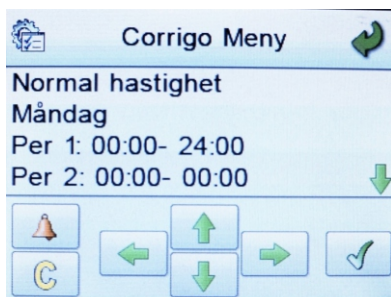 Corrigo Meny
Normal hastighet
Måndag
Per 1: 00:00- 24:00
Per 2: 00:00- 00:00
C